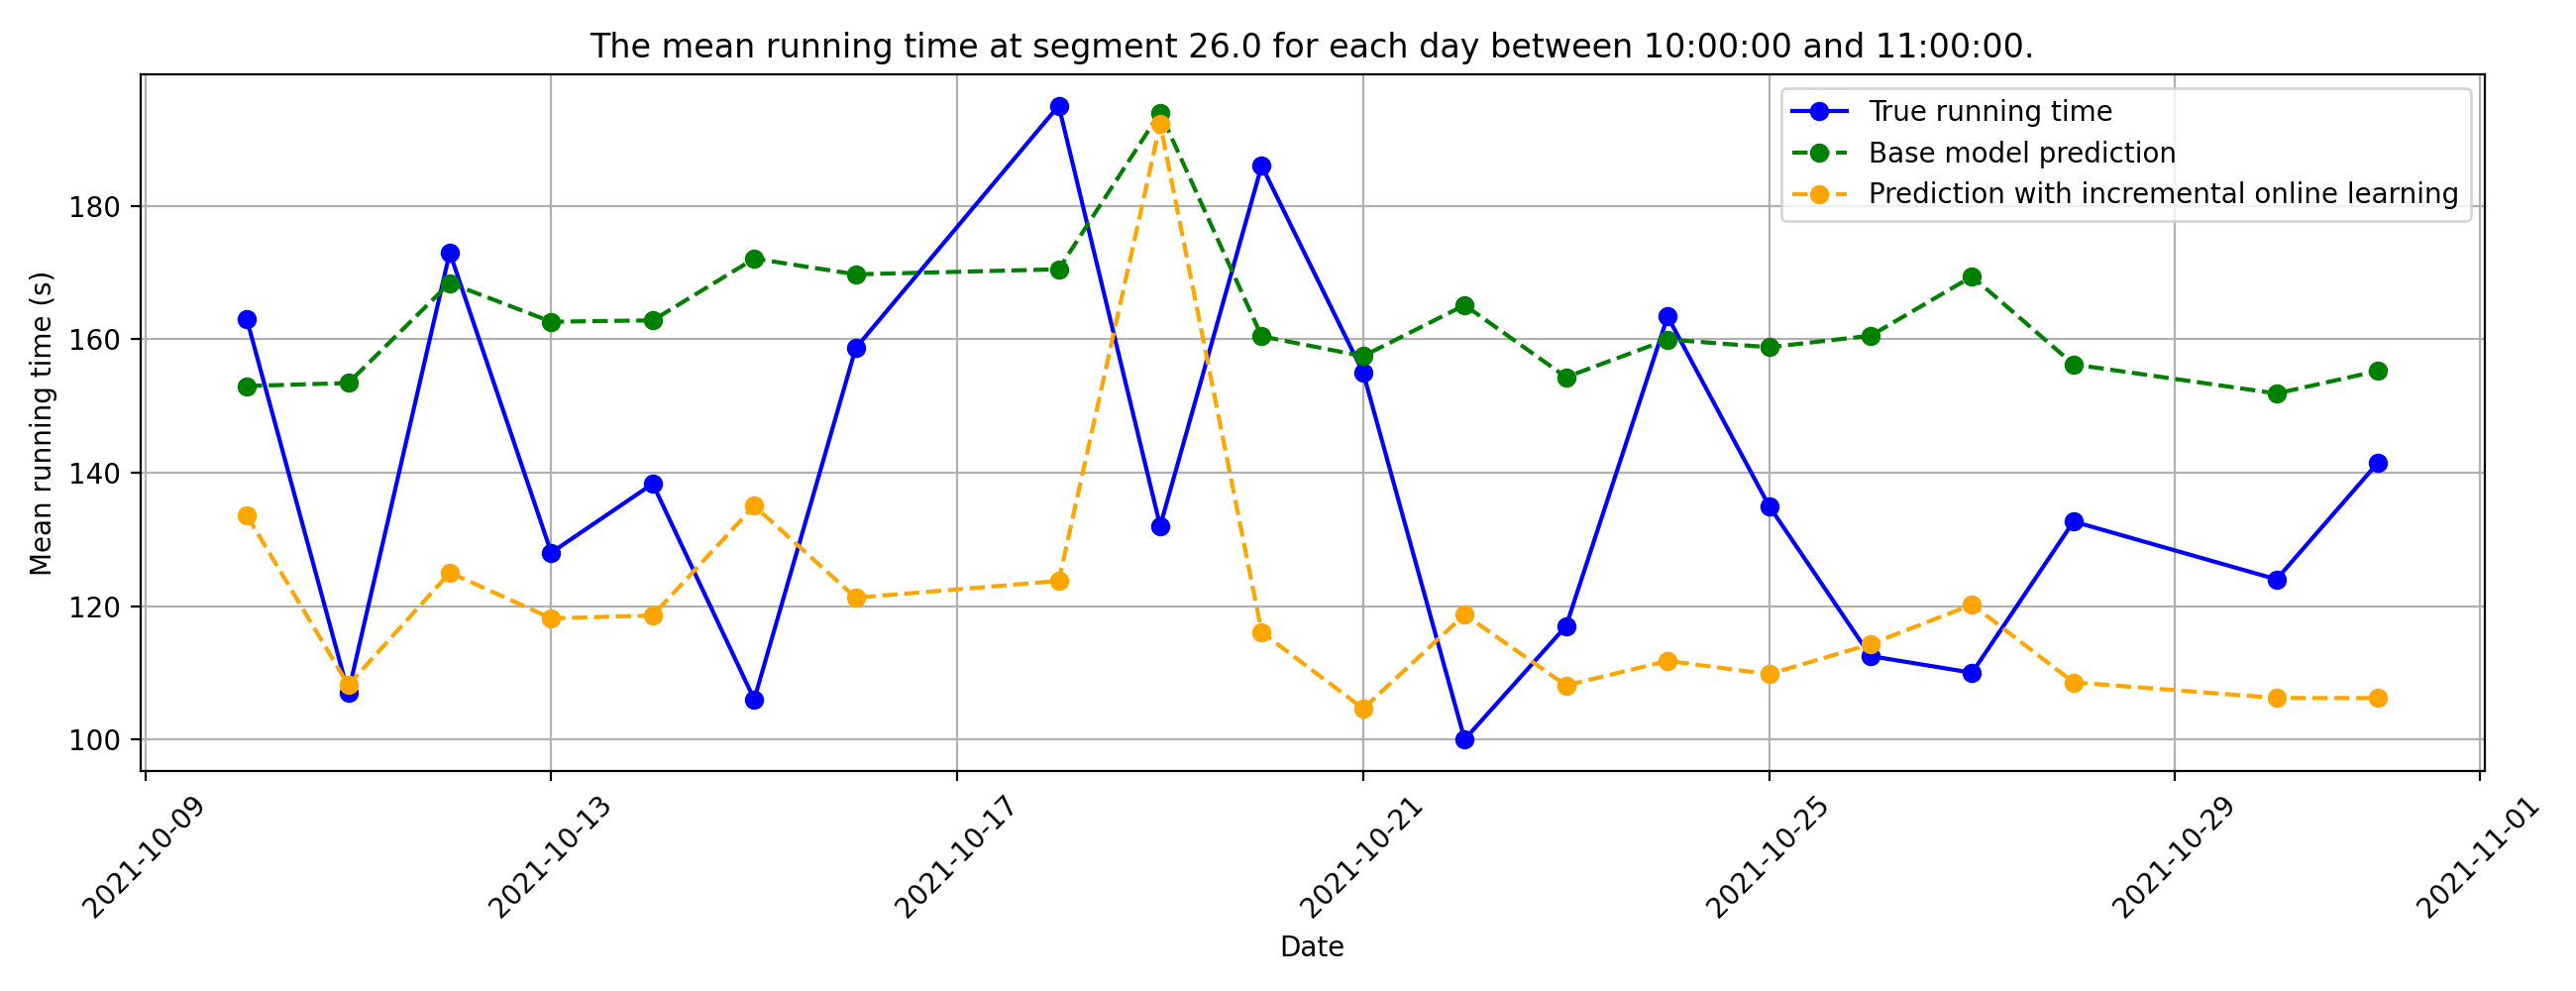 The mean running time at segment 26.0 for each day between 10:00:00 and 11:00:00.
True running time
Base model prediction
Prediction with incremental online learning
Mean running time (s)
180
160
140
120
100
2021-10-09
2021-10-13
2021-10-17
2021-10-21
2021-10-25
2021-10-29
2021-11-01
Date